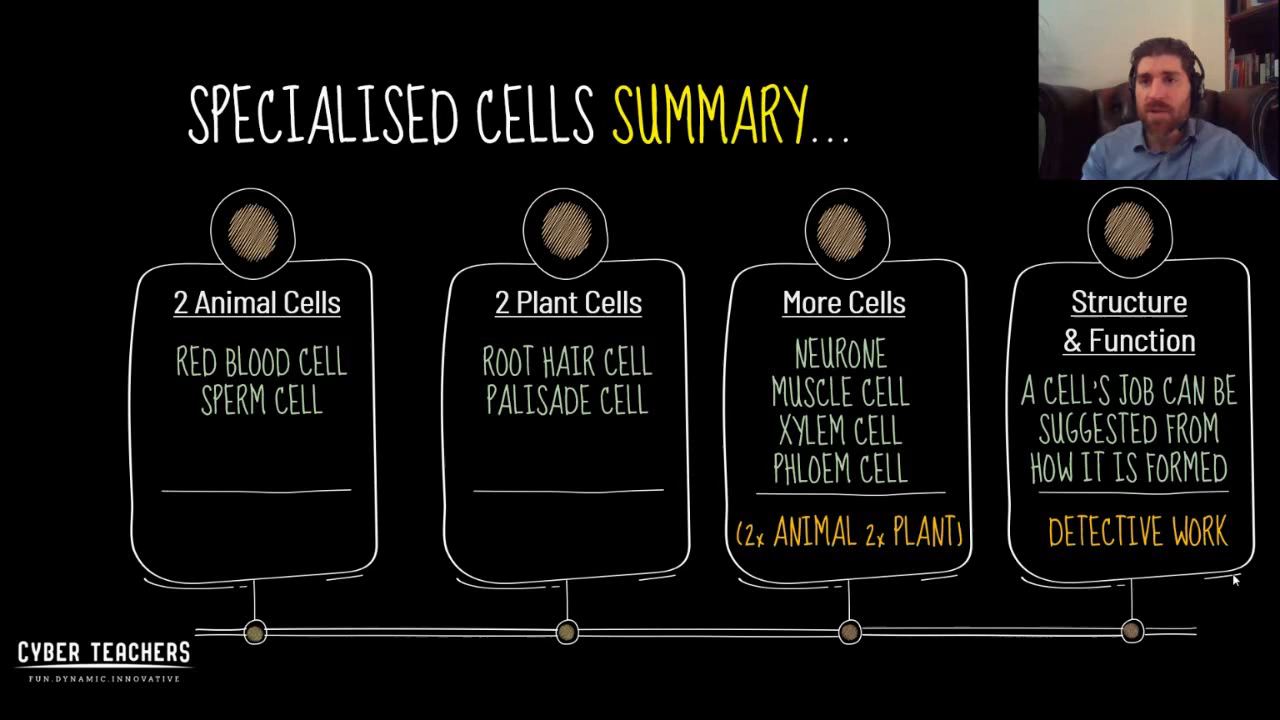 SPECIALISED CELLS SUMMARY...
2 Animal Cells
RED BLOOD CELL
SPERM CELL
2 Plant Cells
ROOT HAIR CELL
PALISADE CELL
More Cells
NEURONE
MUSCLE CELL
XYLEM CELL
PHLOEM CELL
(2x ANIMAL 2x PLANT)
Structure
& Function
A CELL'S JOB CAN BE
SUGGESTED FROM
HOW IT IS FORMED
DETECTIVE WORK
CYBER TEACHERS
FUN.DYNAMIC.INNOVATIVE